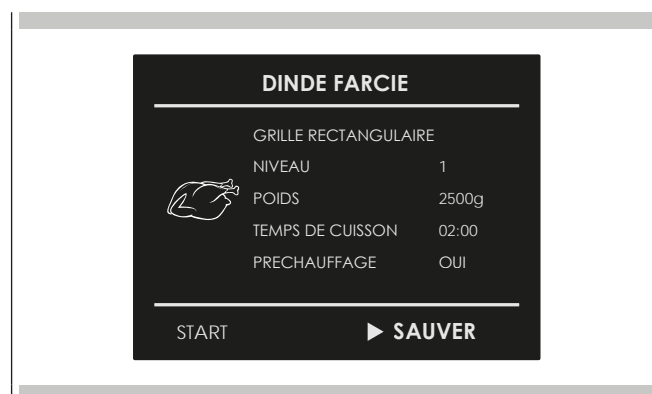 DINDE FARCIE
GRILLE RECTANGULAIRE
NIVEAU 1
POIDS 2500g
TEMPS DE CUISSON 02:00
PRECHAUFFAGE OUI
START ▶ SAUVER